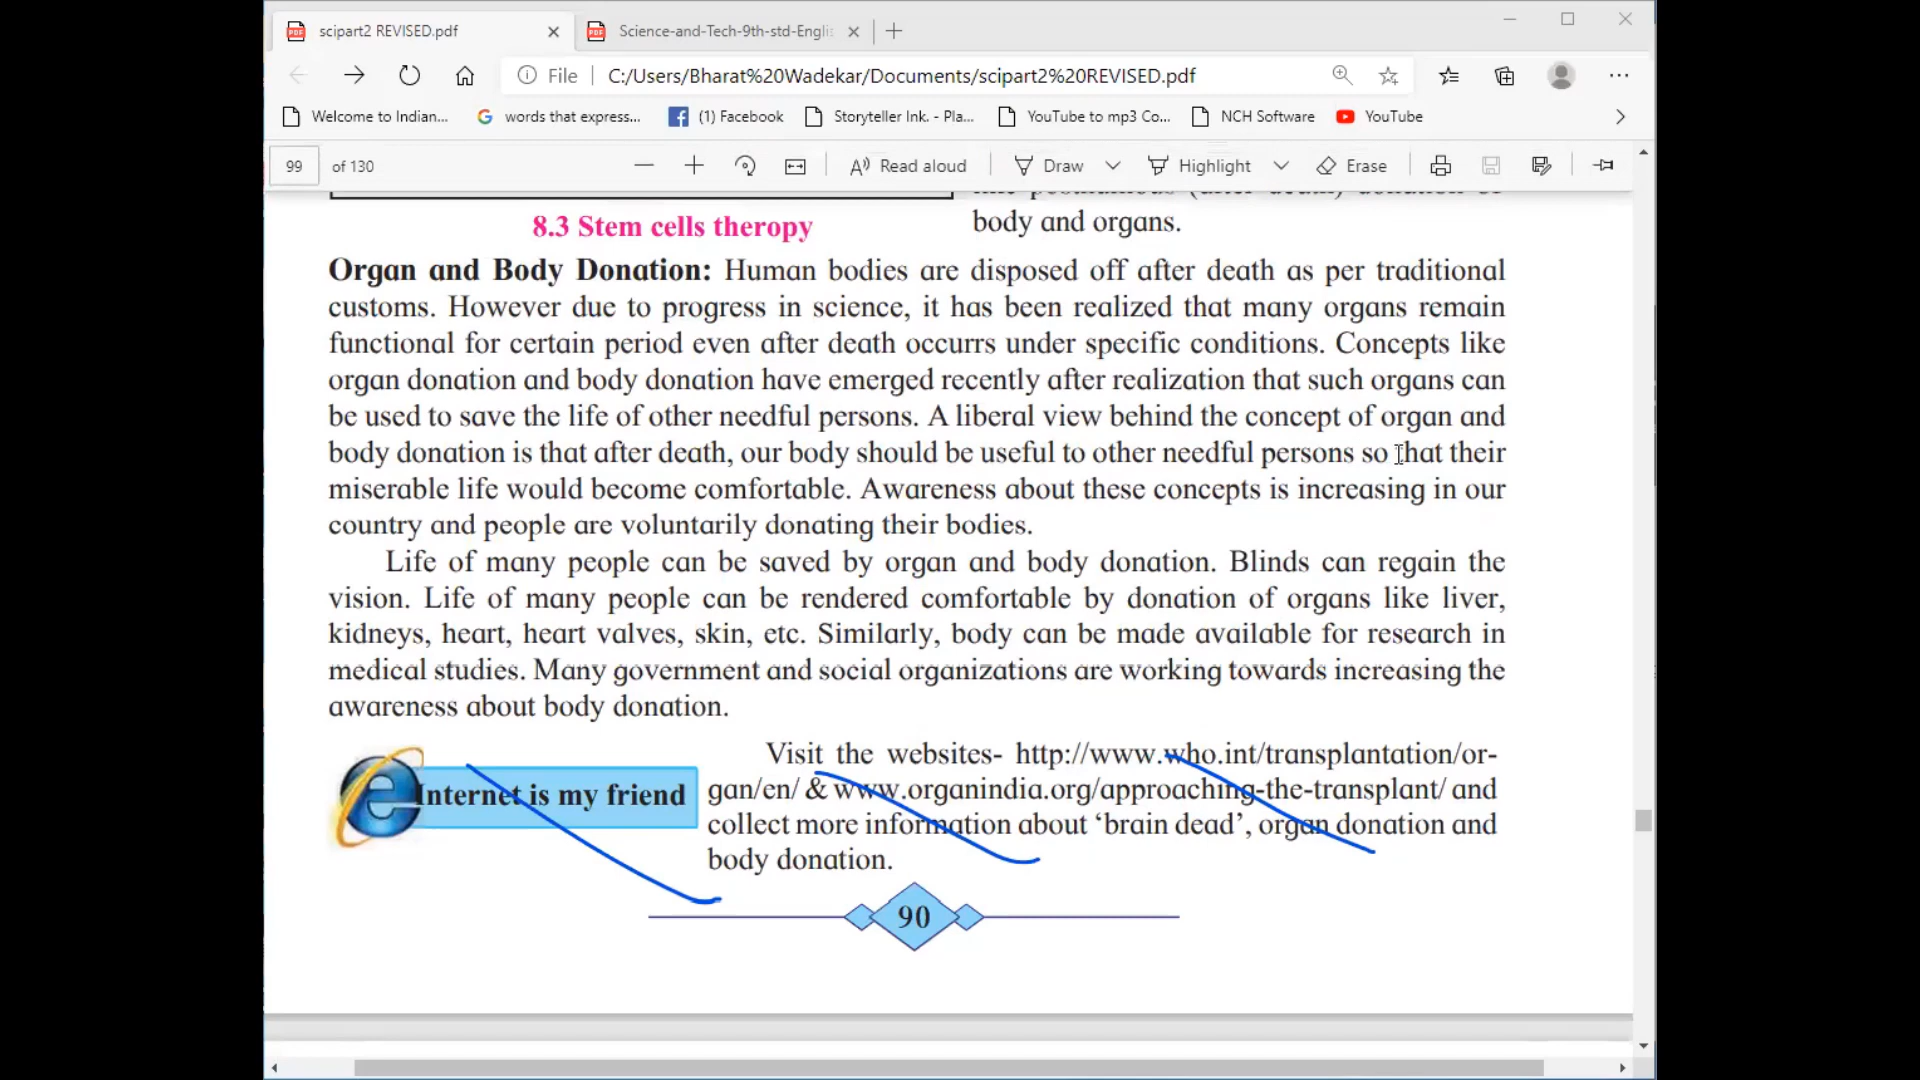 scipart2 REVISED.pdf
Science-and-Tech-9th-std-Englis
File
C:/Users/Bharat%20Wadekar/Documents/scipart2%20REVISED.pdf
Welcome to Indian...
words that express...
(1) Facebook
Storyteller Ink. - Pla...
YouTube to mp3 Co...
NCH Software
YouTube
99 of 130
Read aloud
Draw
Highlight
Erase
8.3 Stem cells theropy
body and organs.
Organ and Body Donation: Human bodies are disposed off after death as per traditional
customs. However due to progress in science, it has been realized that many organs remain
functional for certain period even after death occurrs under specific conditions. Concepts like
organ donation and body donation have emerged recently after realization that such organs can
be used to save the life of other needful persons. A liberal view behind the concept of organ and
body donation is that after death, our body should be useful to other needful persons so that their
miserable life would become comfortable. Awareness about these concepts is increasing in our
country and people are voluntarily donating their bodies.
Life of many people can be saved by organ and body donation. Blinds can regain the
vision. Life of many people can be rendered comfortable by donation of organs like liver,
kidneys, heart, heart valves, skin, etc. Similarly, body can be made available for research in
medical studies. Many government and social organizations are working towards increasing the
awareness about body donation.
Internet is my friend
Visit the websites- http://www.who.int/transplantation/or-
gan/en/ & www.organindia.org/approaching-the-transplant/ and
collect more information about ‘brain dead’, organ donation and
body donation.
90